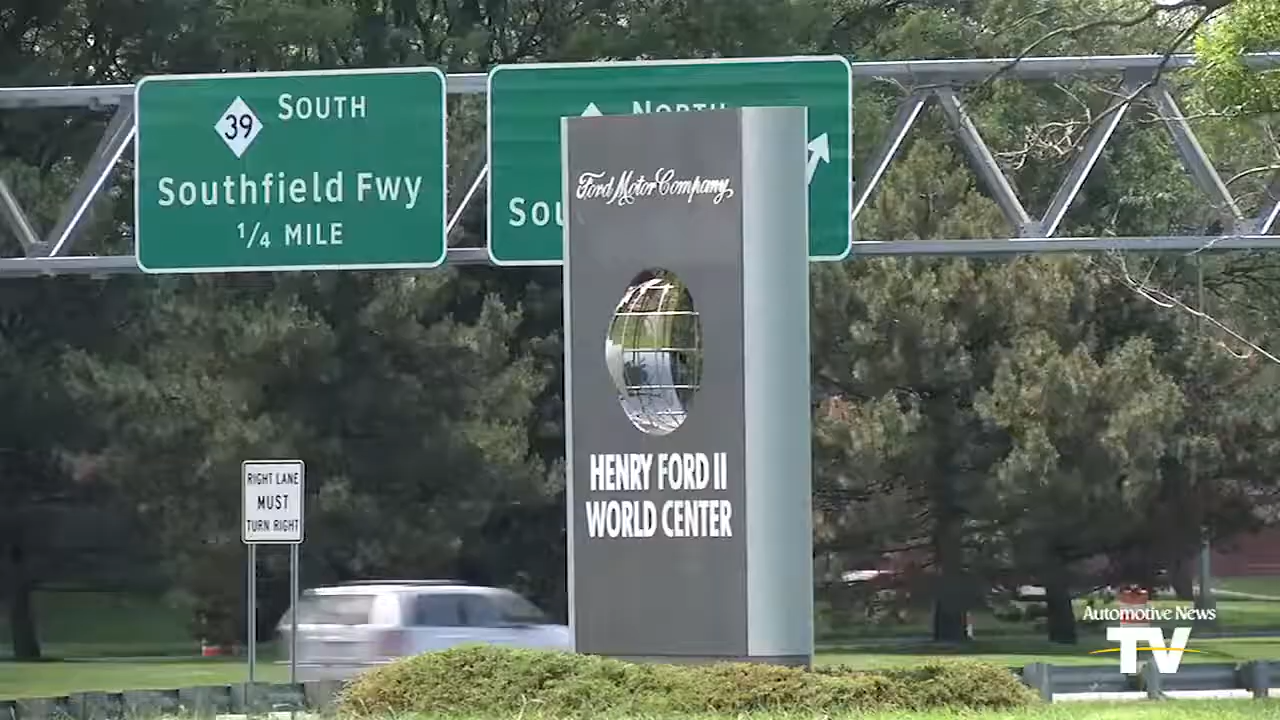 39 SOUTH
Southfield Fwy
1/4 MILE
NORTH
Ford Motor Company
HENRY FORD II
WORLD CENTER
RIGHT LANE
MUST
TURN RIGHT
Automotive News
TV